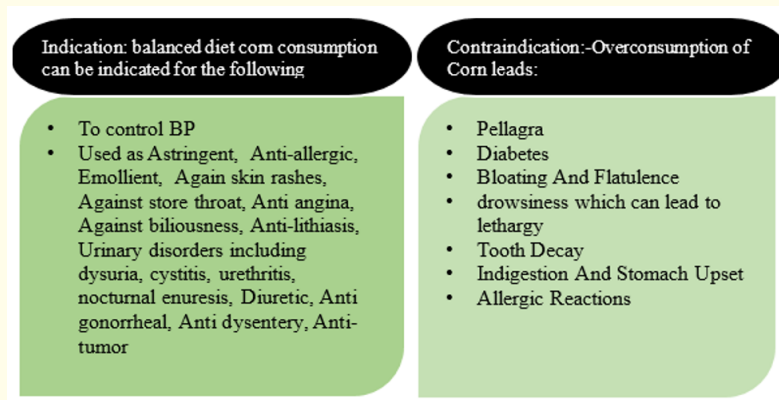 Indication: balanced diet corn consumption
can be indicated for the following
• To control BP
• Used as Astringent, Anti-allergic,
Emollient, Again skin rashes,
Against store throat, Anti angina,
Against biliousness, Anti-lithiasis,
Urinary disorders including
dysuria, cystitis, urethritis,
nocturnal enuresis, Diuretic, Anti
gonorrheal, Anti dysentery, Anti-
tumor
Contraindication:-Overconsumption of
Corn leads:
• Pellagra
• Diabetes
• Bloating And Flatulence
• drowsiness which can lead to
lethargy
• Tooth Decay
• Indigestion And Stomach Upset
• Allergic Reactions